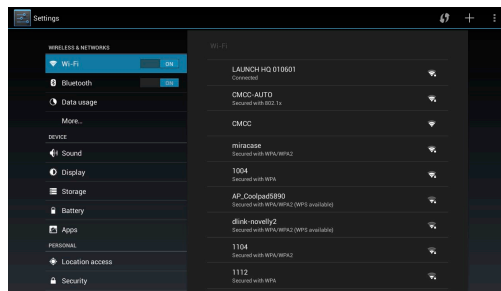 Settings
WIRELESS & NETWORKS
Wi-Fi
ON
Bluetooth
ON
Data usage
More...
DEVICE
Sound
Display
Storage
Battery
Apps
PERSONAL
Location access
Security
Wi-Fi
LAUNCH HQ 010601
Connected
CMCC-AUTO
Secured with 802.1x
CMCC
miracase
Secured with WPA/WPA2
1004
Secured with WPA
AP_Coolpad5890
Secured with WPA/WPA2 (WPS available)
dlink-novelly2
Secured with WPA/WPA2 (WPS available)
1104
Secured with WPA/WPA2
1112
Secured with WPA